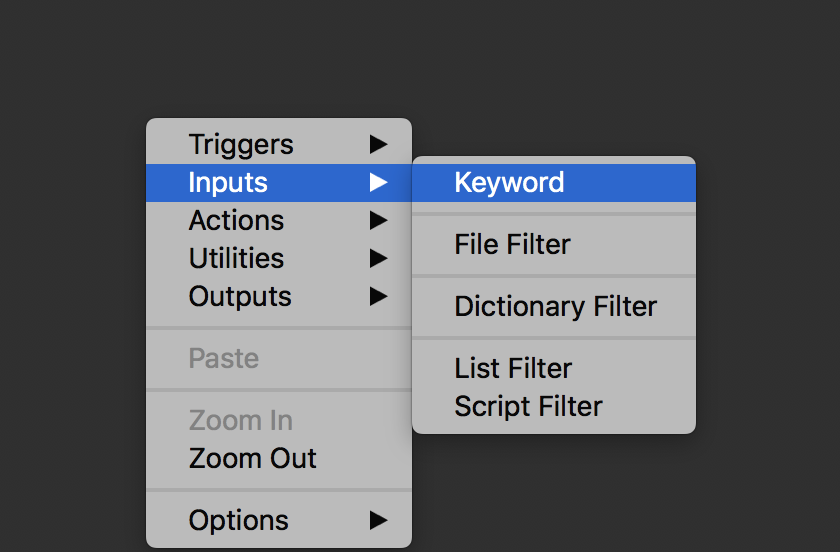 Triggers
Inputs
Actions
Utilities
Outputs
Paste
Zoom In
Zoom Out
Options
Keyword
File Filter
Dictionary Filter
List Filter
Script Filter